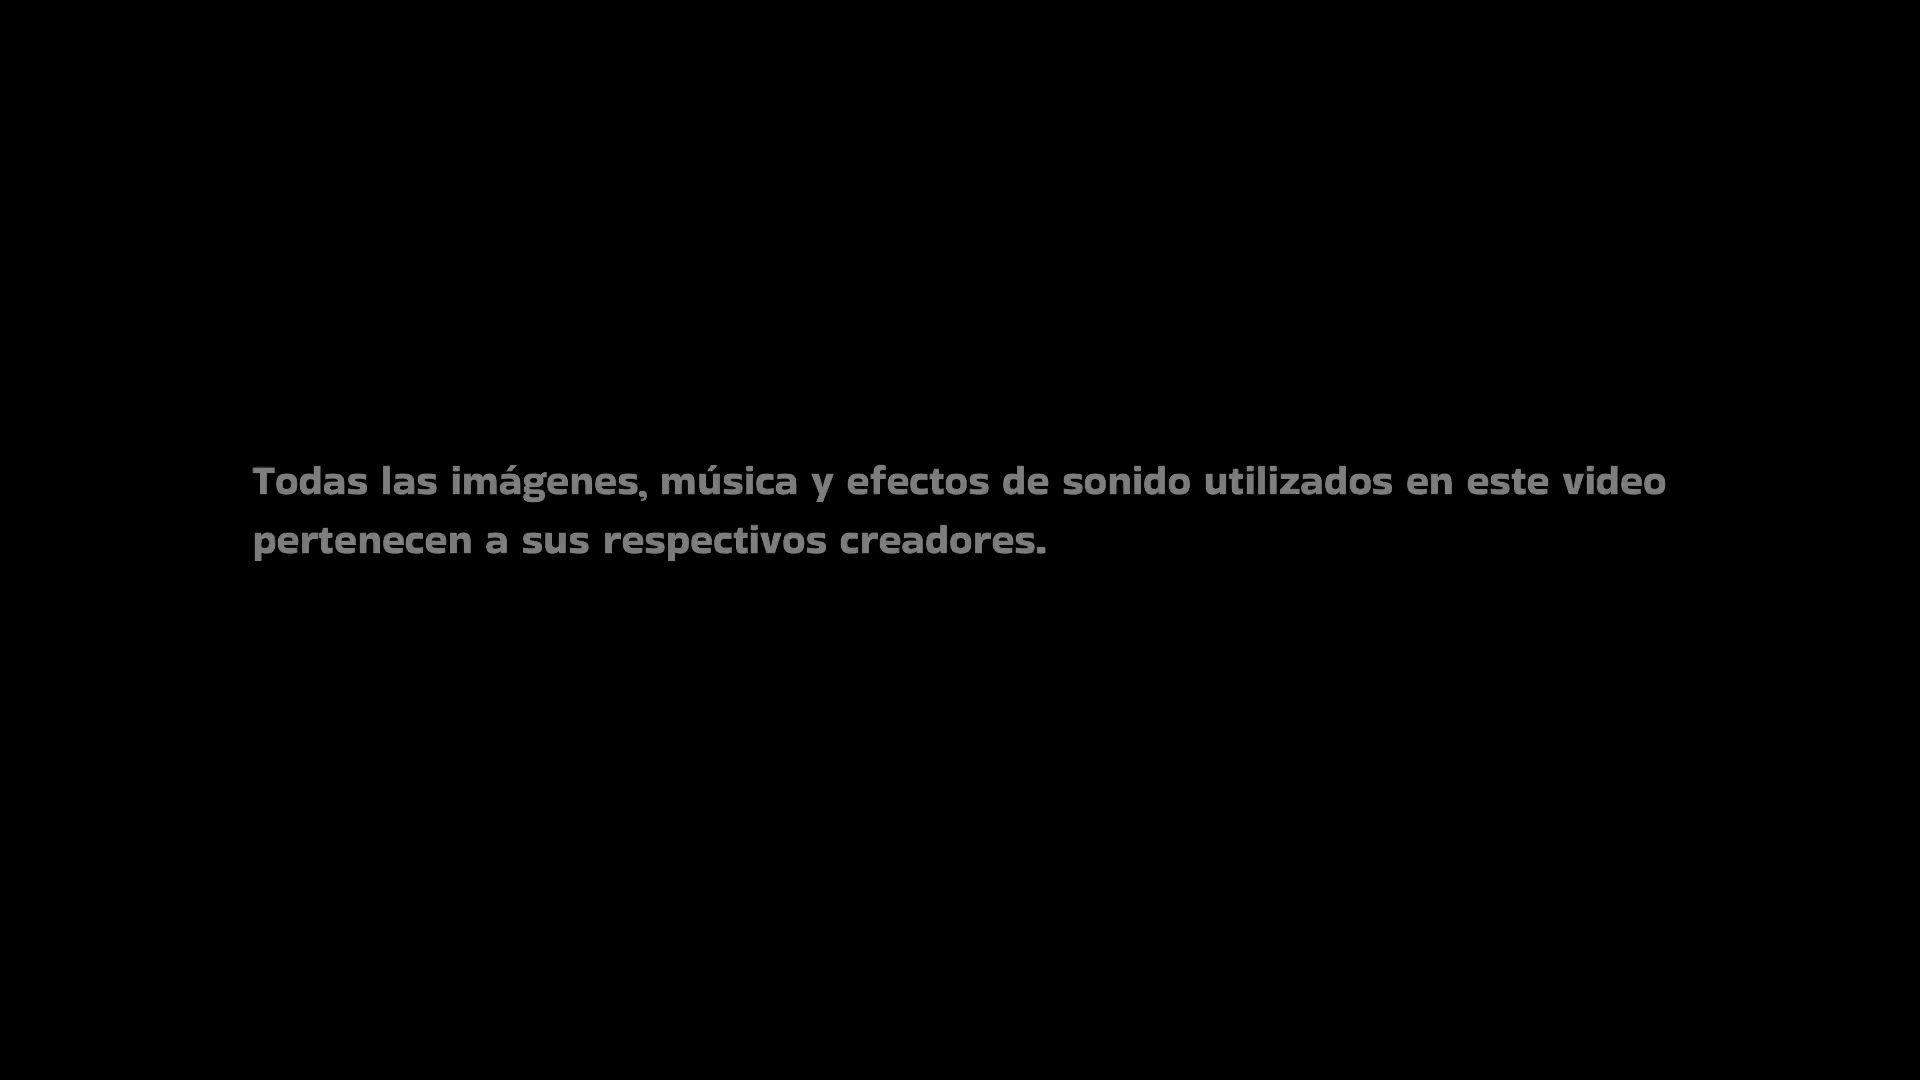 Todas las imágenes, música y efectos de sonido utilizados en este video
pertenecen a sus respectivos creadores.